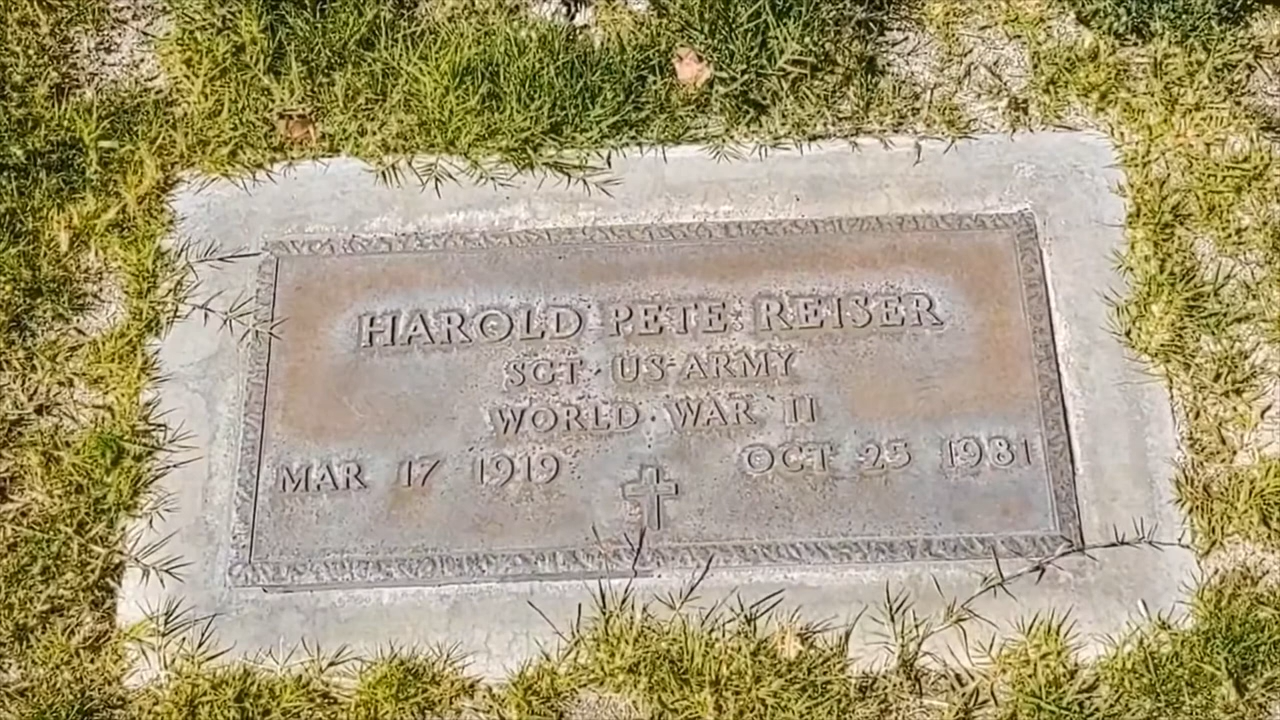 HAROLD PETE REISER
SGT US ARMY
WORLD WAR II
MAR 17 1919 OCT 25 1981